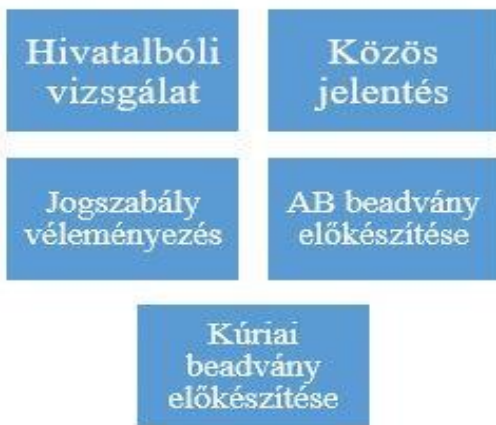 Hivatalbóli
vizsgálat
Közös
jelentés
Jogszabály
véleményezés
AB beadvány
előkészítése
Kúriai
beadvány
előkészítése